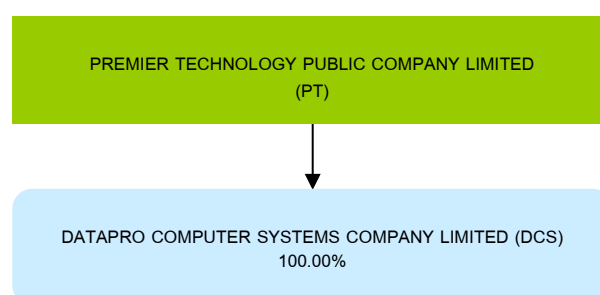 PREMIER TECHNOLOGY PUBLIC COMPANY LIMITED
(PT)
DATAPRO COMPUTER SYSTEMS COMPANY LIMITED (DCS)
100.00%